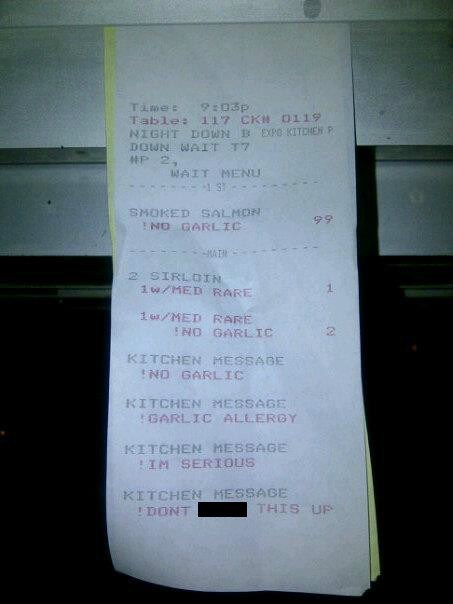 Time: 9:03p
Table: 117 CK# 0119
NIGHT DOWN B EXPO KITCHEN P
DOWN WAIT T7
#P 2,
WAIT MENU
--------1 ST---------
SMOKED SALMON
!NO GARLIC 99
--------MAIN---------
2 SIRLOIN
1w/MED RARE 1
1w/MED RARE
!NO GARLIC 2
KITCHEN MESSAGE
!NO GARLIC
KITCHEN MESSAGE
!GARLIC ALLERGY
KITCHEN MESSAGE
!IM SERIOUS
KITCHEN MESSAGE
!DONT THIS UP